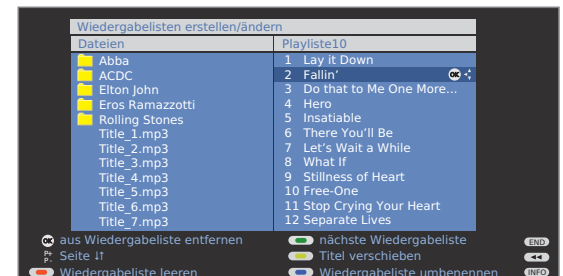 Wiedergabelisten erstellen/ändern
Dateien
Abba
ACDC
Elton John
Eros Ramazzotti
Rolling Stones
Title_1.mp3
Title_2.mp3
Title_3.mp3
Title_4.mp3
Title_5.mp3
Title_6.mp3
Title_7.mp3
Playliste10
1 Lay it Down
2 Fallin’ OK
3 Do that to Me One More...
4 Hero
5 Insatiable
6 There You’ll Be
7 Let’s Wait a While
8 What If
9 Stillness of Heart
10 Free-One
11 Stop Crying Your Heart
12 Separate Lives
OK aus Wiedergabeliste entfernen
P+ P- Seite ↓↑
Wiedergabeliste leeren
nächste Wiedergabeliste
Titel verschieben
Wiedergabeliste umbenennen
END
INFO